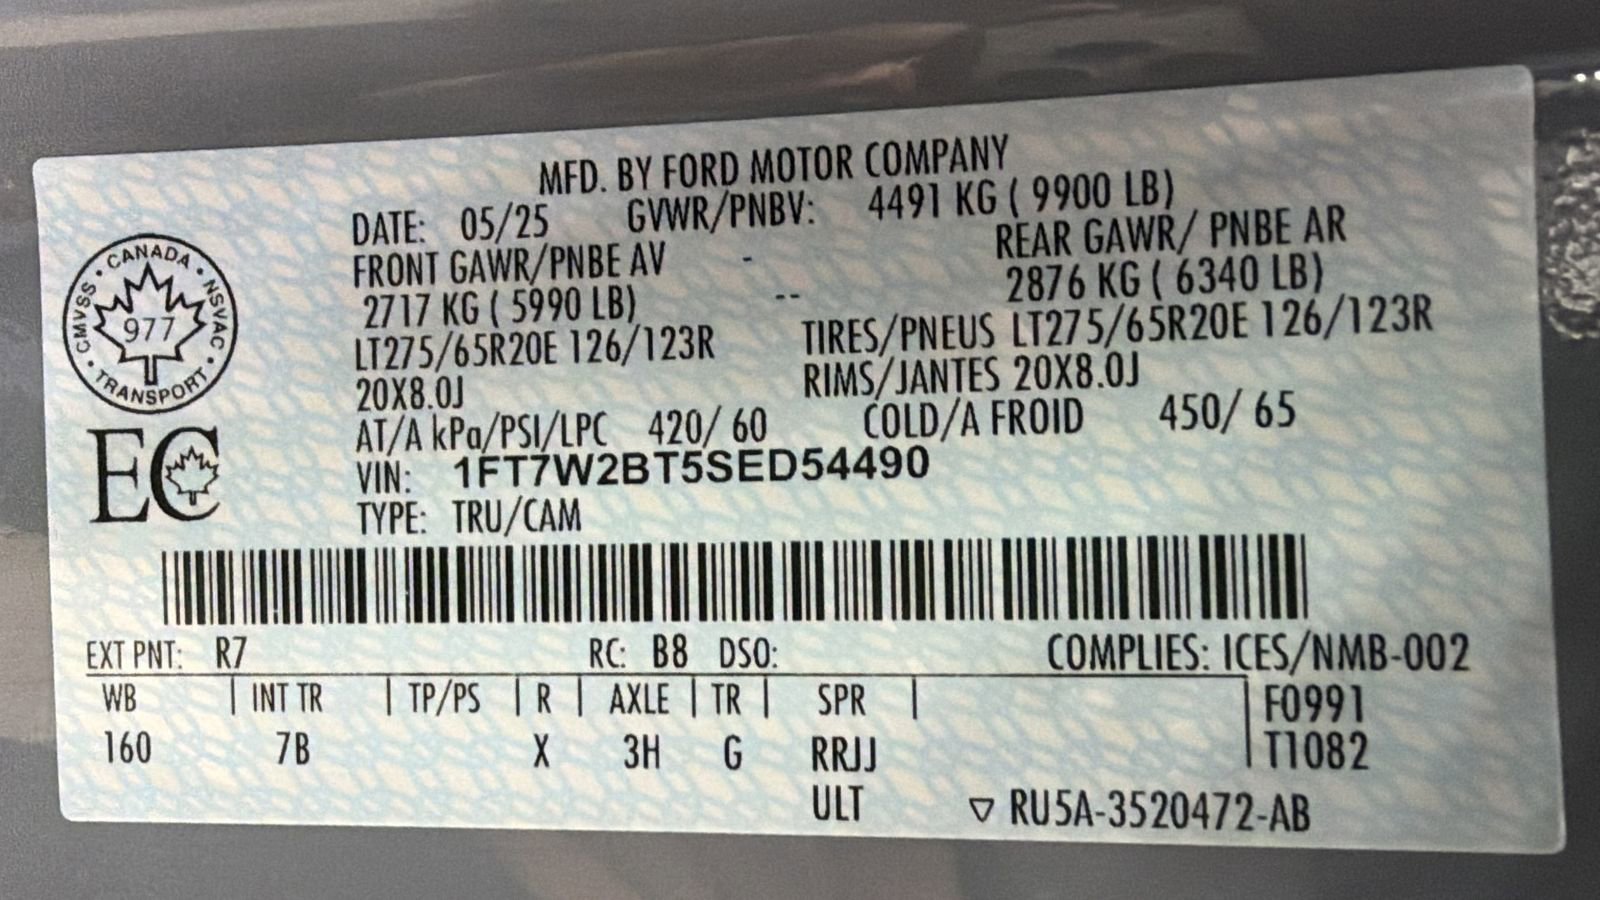 MFD. BY FORD MOTOR COMPANY
DATE: 05/25 GVWR/PNBV: 4491 KG ( 9900 LB)
FRONT GAWR/PNBE AV - REAR GAWR/ PNBE AR
2717 KG ( 5990 LB) -- 2876 KG ( 6340 LB)
LT275/65R20E 126/123R TIRES/PNEUS LT275/65R20E 126/123R
20X8.0J RIMS/JANTES 20X8.0J
AT/A kPa/PSI/LPC 420/ 60 COLD/A FROID 450/ 65
VIN: 1FT7W2BT5SED54490
TYPE: TRU/CAM
CANADA · NSVAC · TRANSPORT · CMVSS ·
977
EC
EXT PNT: R7 RC: B8 DSO: COMPLIES: ICES/NMB-002
WB | INT TR | TP/PS | R | AXLE | TR | SPR | F0991
160 7B X 3H G RRJJ T1082
ULT ▽ RU5A-3520472-AB